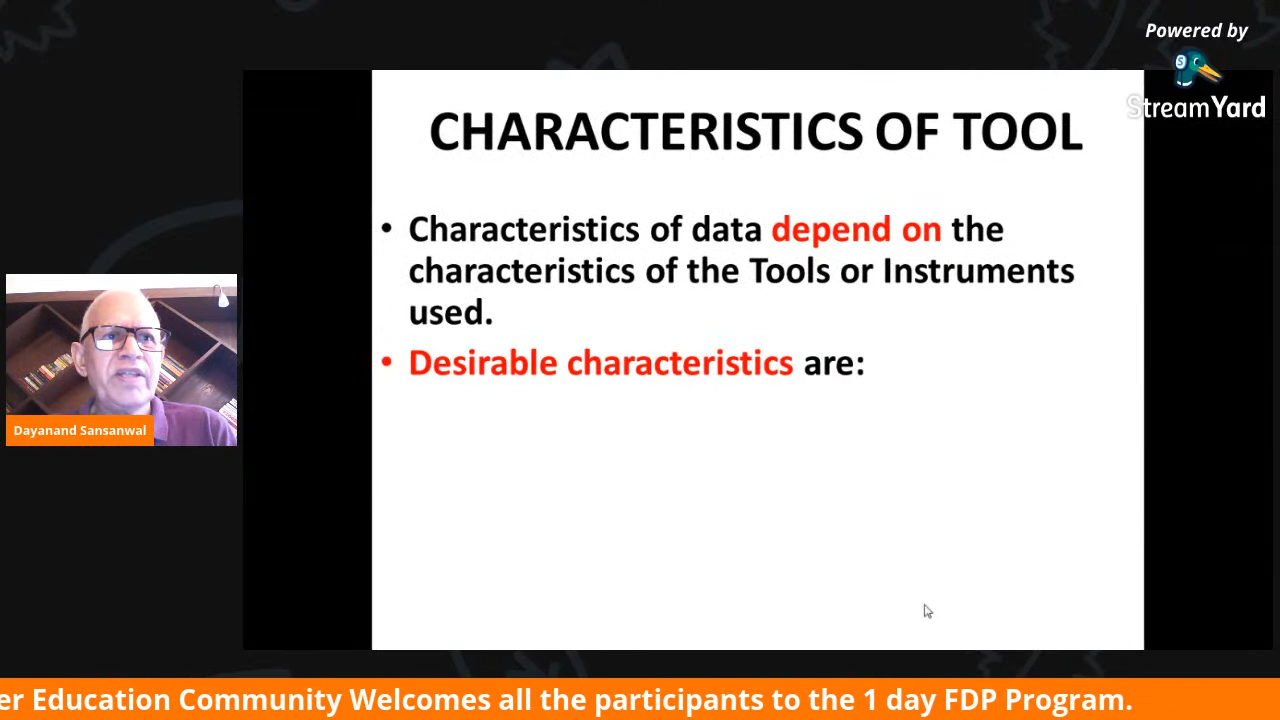 Powered by
StreamYard
CHARACTERISTICS OF TOOL
• Characteristics of data depend on the
characteristics of the Tools or Instruments
used.
• Desirable characteristics are:
Dayanand Sansanwal
er Education Community Welcomes all the participants to the 1 day FDP Program.